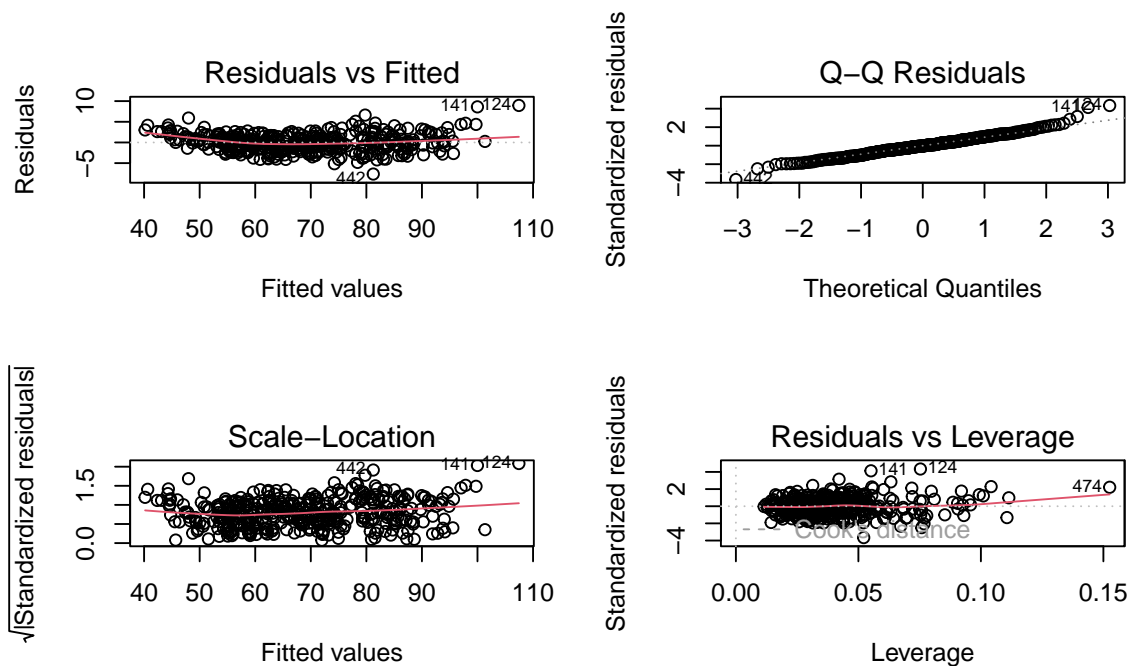 Residuals vs Fitted
Residuals
10
−5
141
124
442
40 50 60 70 80 90 110
Fitted values
Q−Q Residuals
Standardized residuals
2
−4
124
442
−3 −2 −1 0 1 2 3
Theoretical Quantiles
Scale−Location
√|Standardized residuals|
1.5
0.0
442
141
124
40 50 60 70 80 90 110
Fitted values
Residuals vs Leverage
Standardized residuals
2
−4
141
124
474
Cook's distance
0.00 0.05 0.10 0.15
Leverage